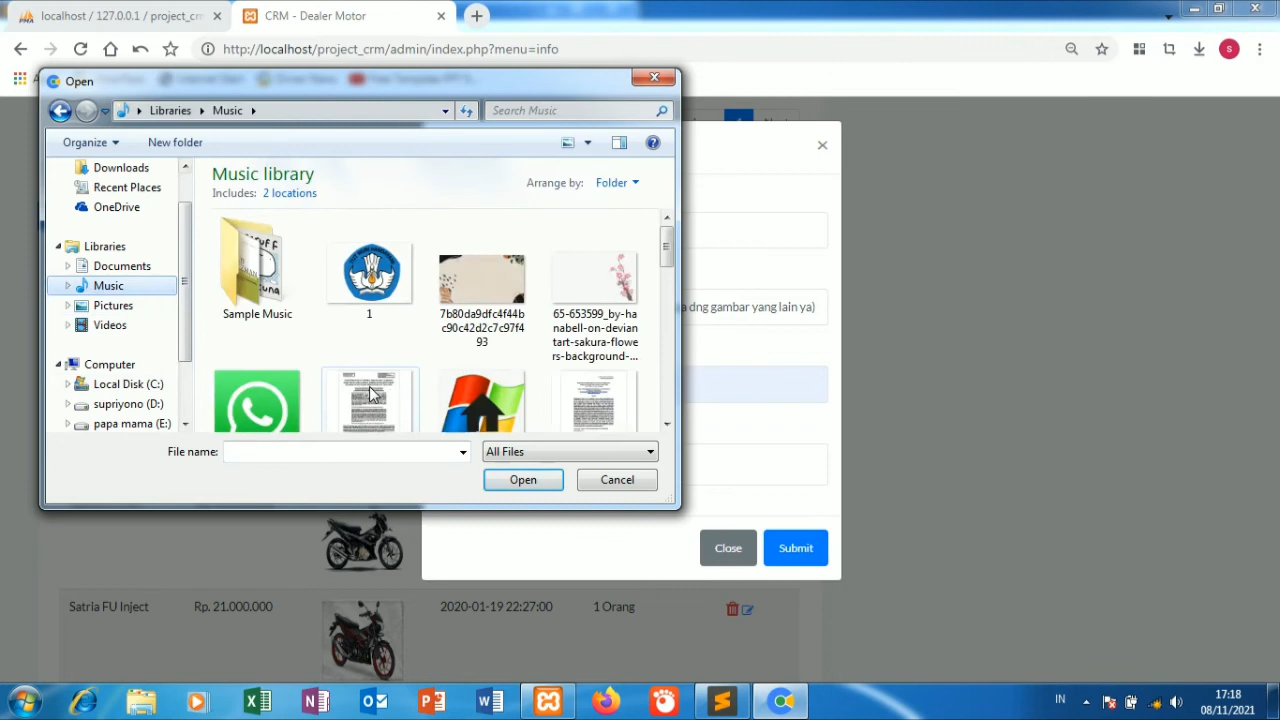 localhost / 127.0.0.1 / project_crm
CRM - Dealer Motor
http://localhost/project_crm/admin/index.php?menu=info
S
Open
Libraries
Music
Search Music
Organize
New folder
Downloads
Recent Places
OneDrive
Libraries
Documents
Music
Pictures
Videos
Computer
Local Disk (C:)
supriyono (D:)
papa mama (E:)
Music library
Includes: 2 locations
Arrange by:
Folder
Sample Music
1
7b80da9dfc4f44b
c90c42d2c7c97f4
93
65-653599_by-ha
nabell-on-devian
tart-sakura-flowe
rs-background-...
File name:
All Files
Open
Cancel
dng gambar yang lain ya)
Close
Submit
Satria FU Inject
Rp. 21.000.000
2020-01-19 22:27:00
1 Orang
IN
17:18
08/11/2021